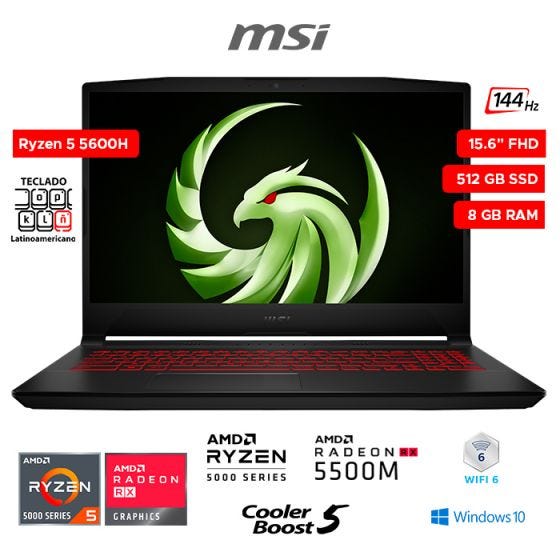 msi
144Hz
Ryzen 5 5600H
15.6” FHD
512 GB SSD
8 GB RAM
TECLADO
O P
K L Ñ
Latinoamericano
msi
AMD
RYZEN
5000 SERIES 5
AMD
RADEON
RX
GRAPHICS
AMD
RYZEN
5000 SERIES
AMD
RADEON RX
5500M
Cooler
Boost 5
6
WIFI 6
Windows 10